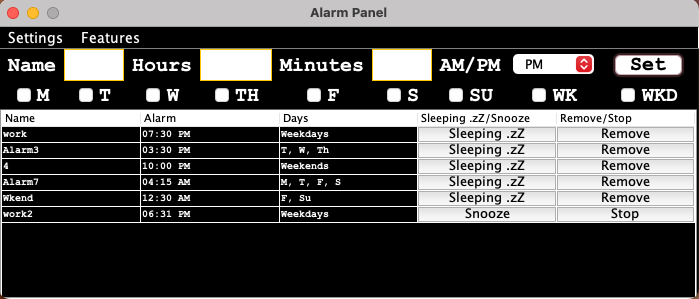 Alarm Panel
Settings Features
Name Hours Minutes AM/PM PM Set
M T W TH F S SU WK WKD
Name Alarm Days Sleeping .zZ/Snooze Remove/Stop
work 07:30 PM Weekdays Sleeping .zZ Remove
Alarm3 03:30 PM T, W, Th Sleeping .zZ Remove
4 10:00 PM Weekends Sleeping .zZ Remove
Alarm7 04:15 AM M, T, F, S Sleeping .zZ Remove
Wkend 12:30 AM F, Su Sleeping .zZ Remove
work2 06:31 PM Weekdays Snooze Stop